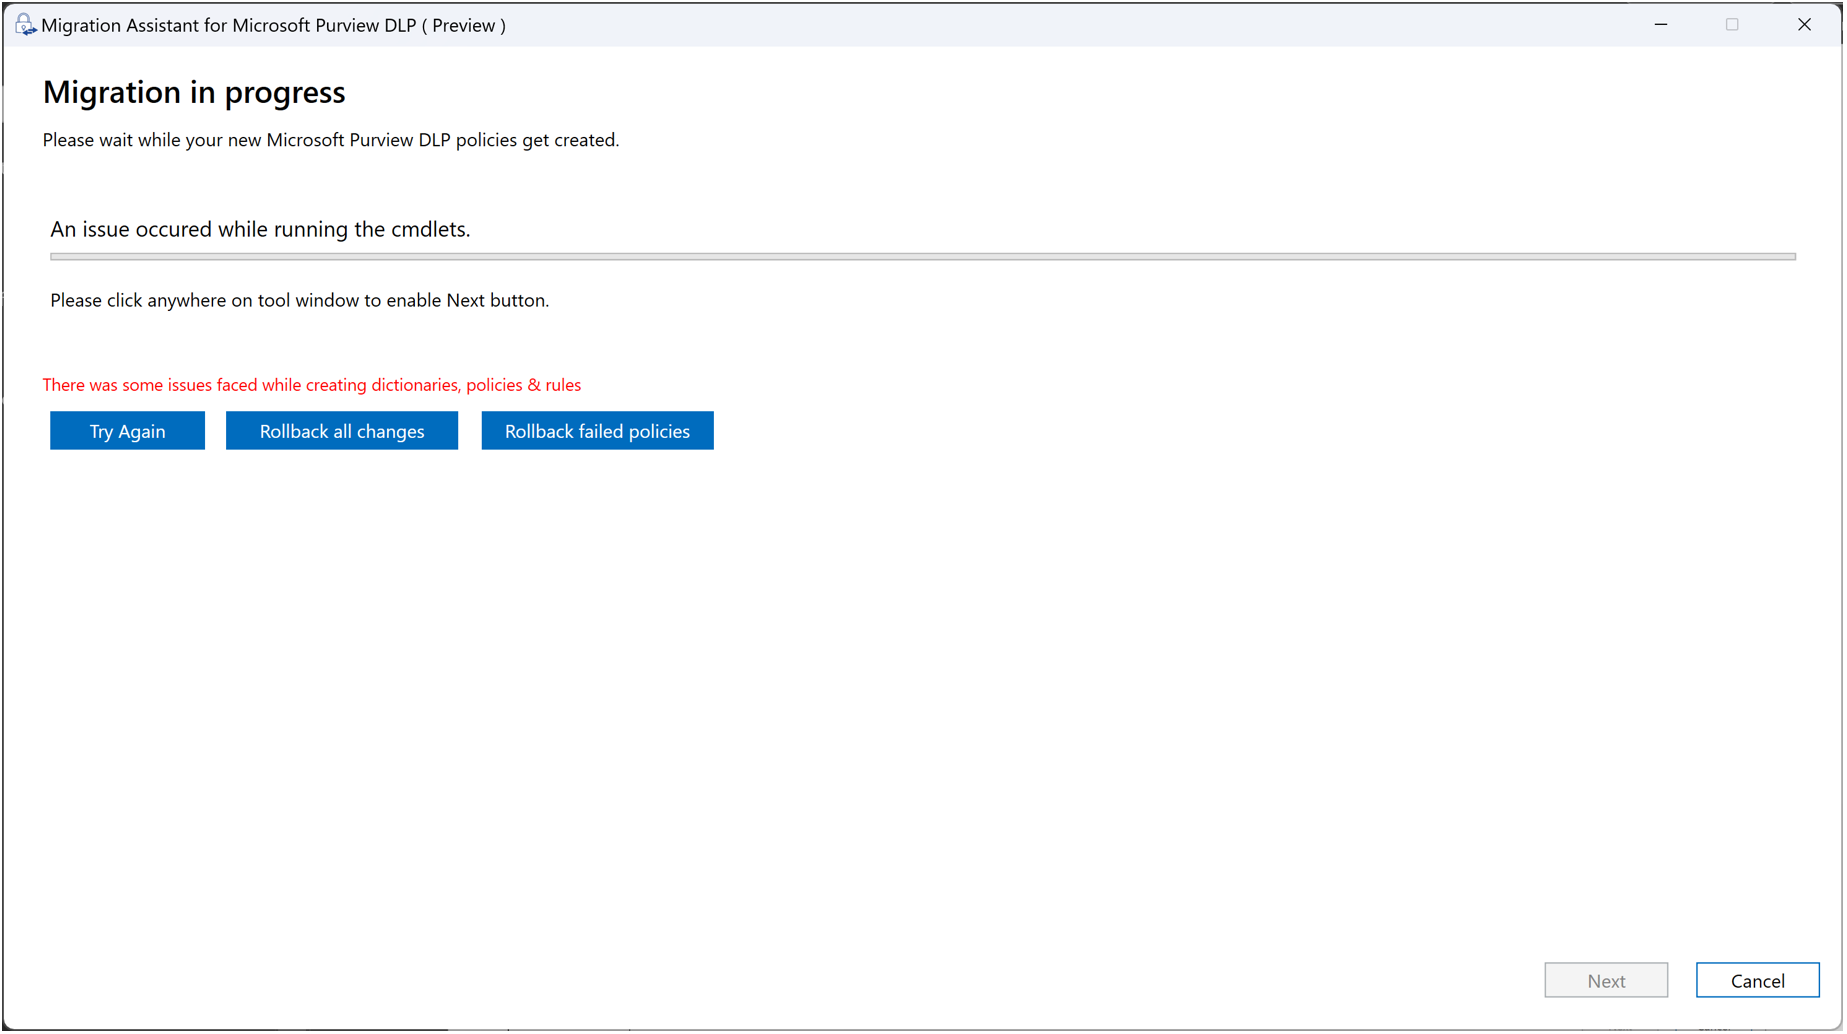 Migration Assistant for Microsoft Purview DLP ( Preview )
Migration in progress
Please wait while your new Microsoft Purview DLP policies get created.
An issue occured while running the cmdlets.
Please click anywhere on tool window to enable Next button.
There was some issues faced while creating dictionaries, policies & rules
Try Again
Rollback all changes
Rollback failed policies
Next
Cancel